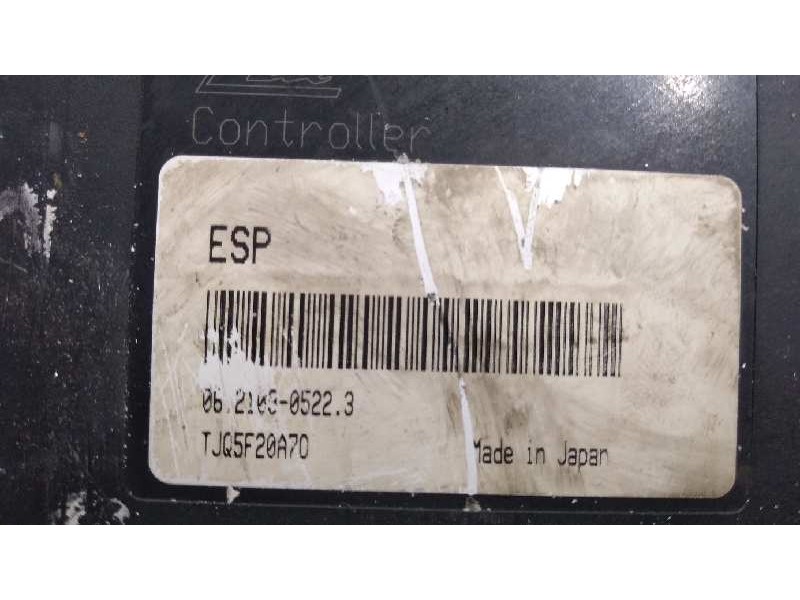 Controller
ESP
06.2109-0522.3
TJQ5F20A70
Made in Japan